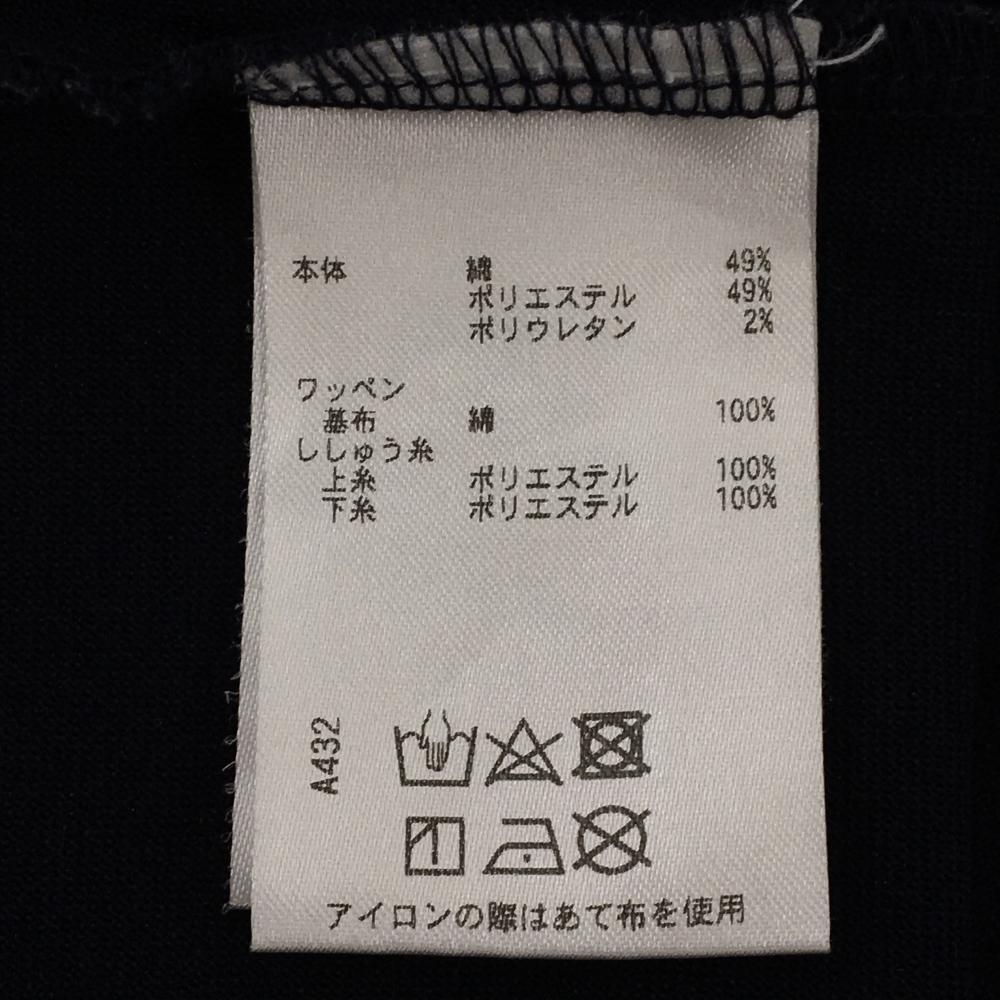 本体 綿 49%
ポリエステル 49%
ポリウレタン 2%
ワッペン
基布 綿 100%
ししゅう糸
上糸 ポリエステル 100%
下糸 ポリエステル 100%
A432
アイロンの際はあて布を使用